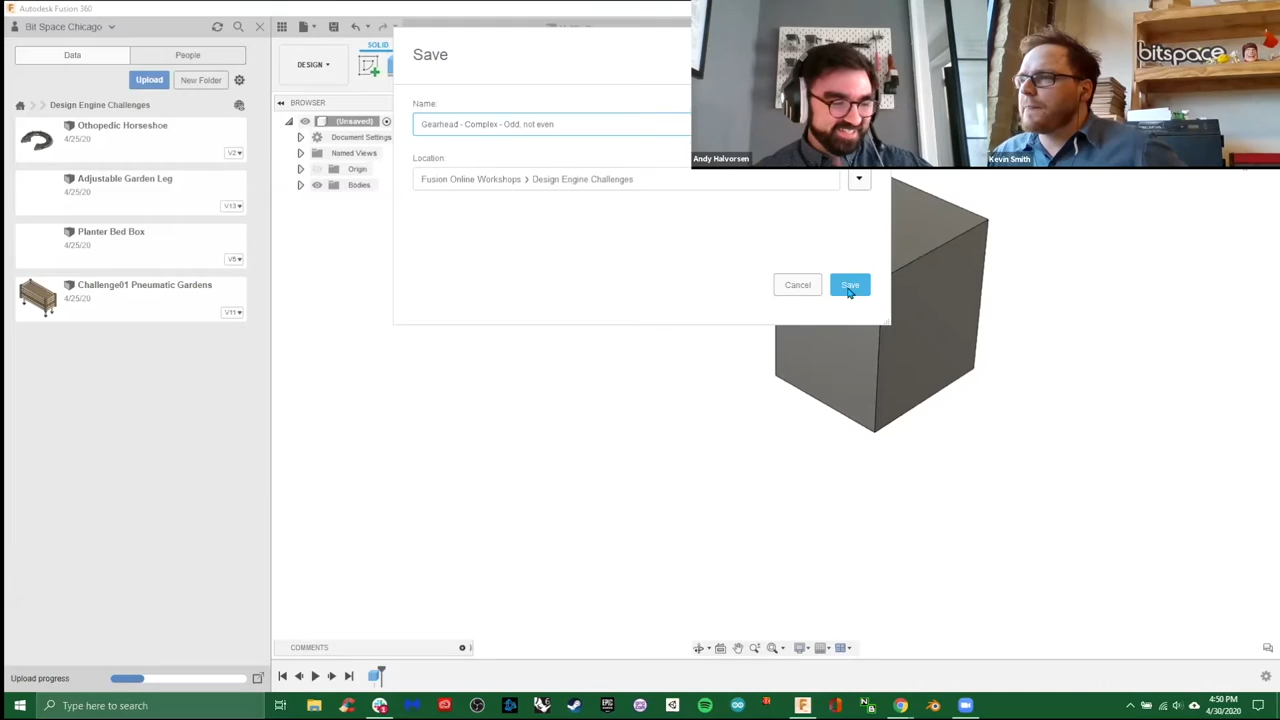 Autodesk Fusion 360
Bit Space Chicago
Data
People
Upload
New Folder
Design Engine Challenges
Othopedic Horseshoe
4/25/20
V2
Adjustable Garden Leg
4/25/20
V13
Planter Bed Box
4/25/20
V5
Challenge01 Pneumatic Gardens
4/25/20
V11
Upload progress
DESIGN
SOLID
BROWSER
(Unsaved)
Document Settings
Named Views
Origin
Bodies
Save
Name:
Gearhead - Complex - Odd, not even
Location:
Fusion Online Workshops > Design Engine Challenges
Cancel
Save
Andy Halvorsen
Kevin Smith
bitspace
COMMENTS
Type here to search
4:50 PM
4/30/2020